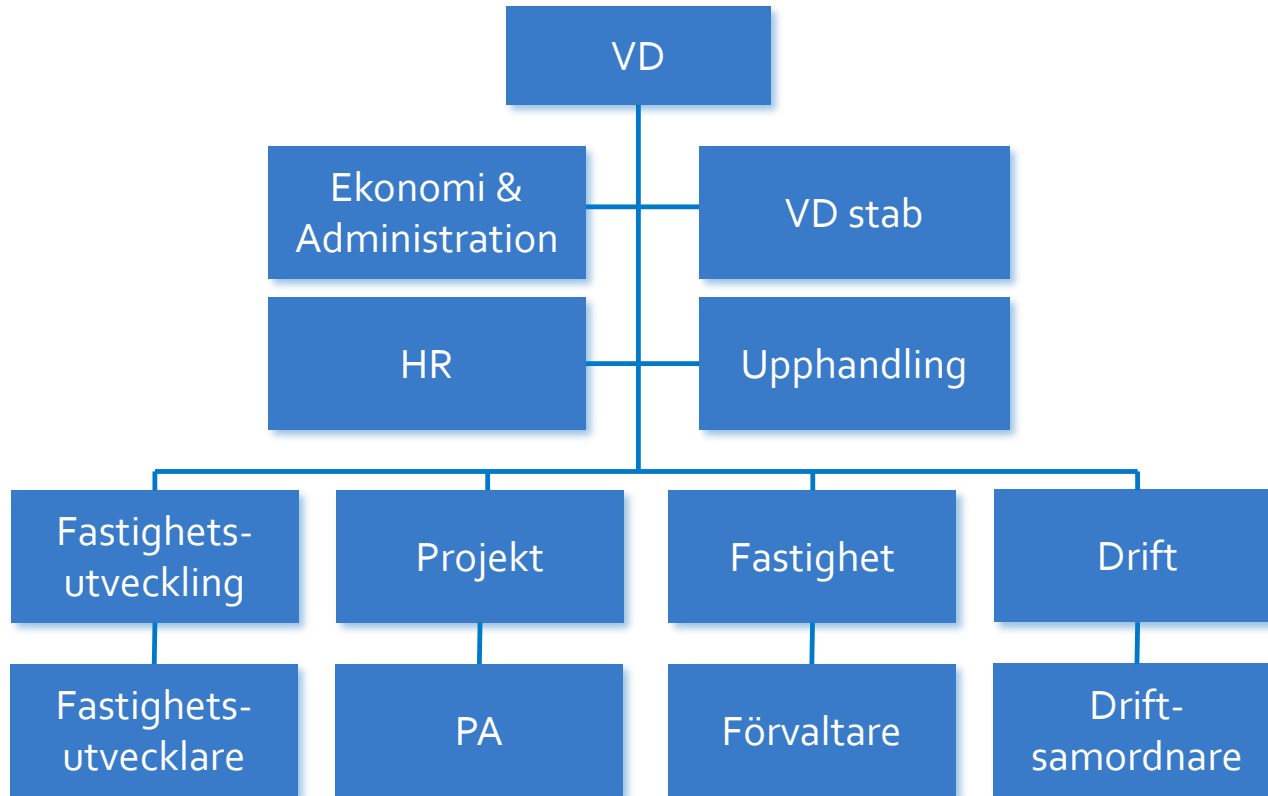 VD
Ekonomi &
Administration
VD stab
HR
Upphandling
Fastighets-
utveckling
Projekt
Fastighet
Drift
Fastighets-
utvecklare
PA
Förvaltare
Drift-
samordnare